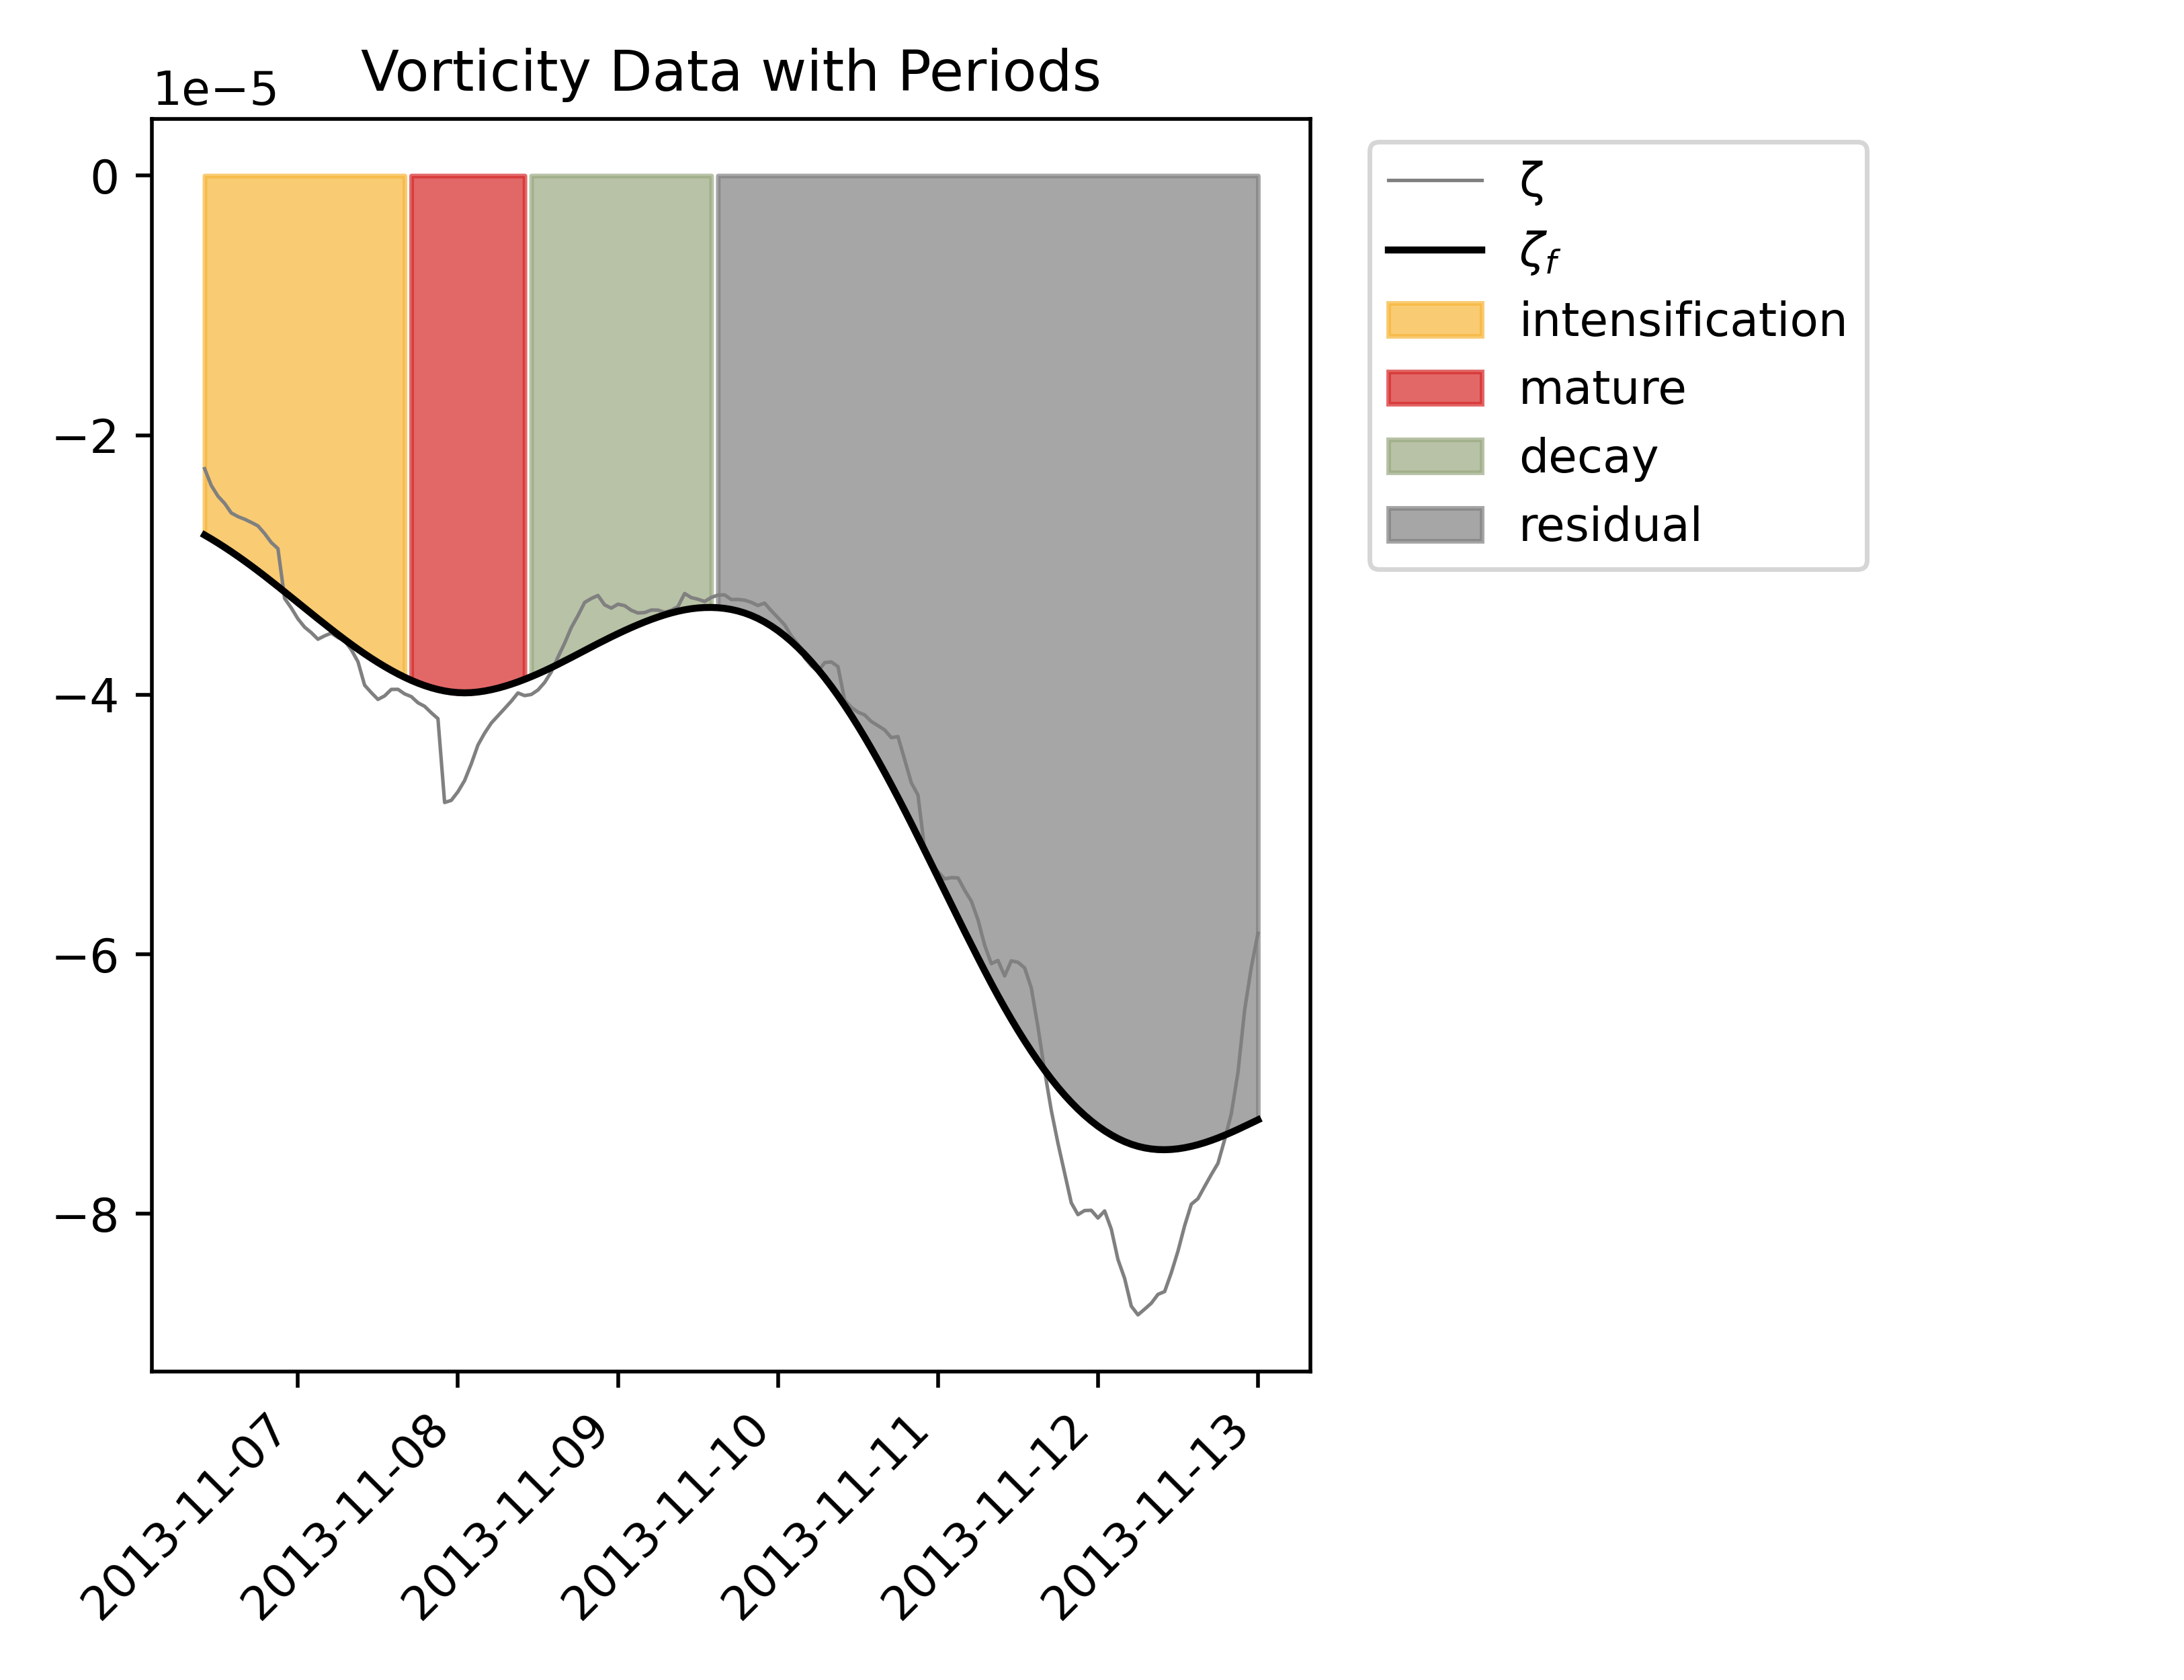 Vorticity Data with Periods
1e−5
0
−2
−4
−6
−8
2013-11-07
2013-11-08
2013-11-09
2013-11-10
2013-11-11
2013-11-12
2013-11-13
ζ
ζf
intensification
mature
decay
residual